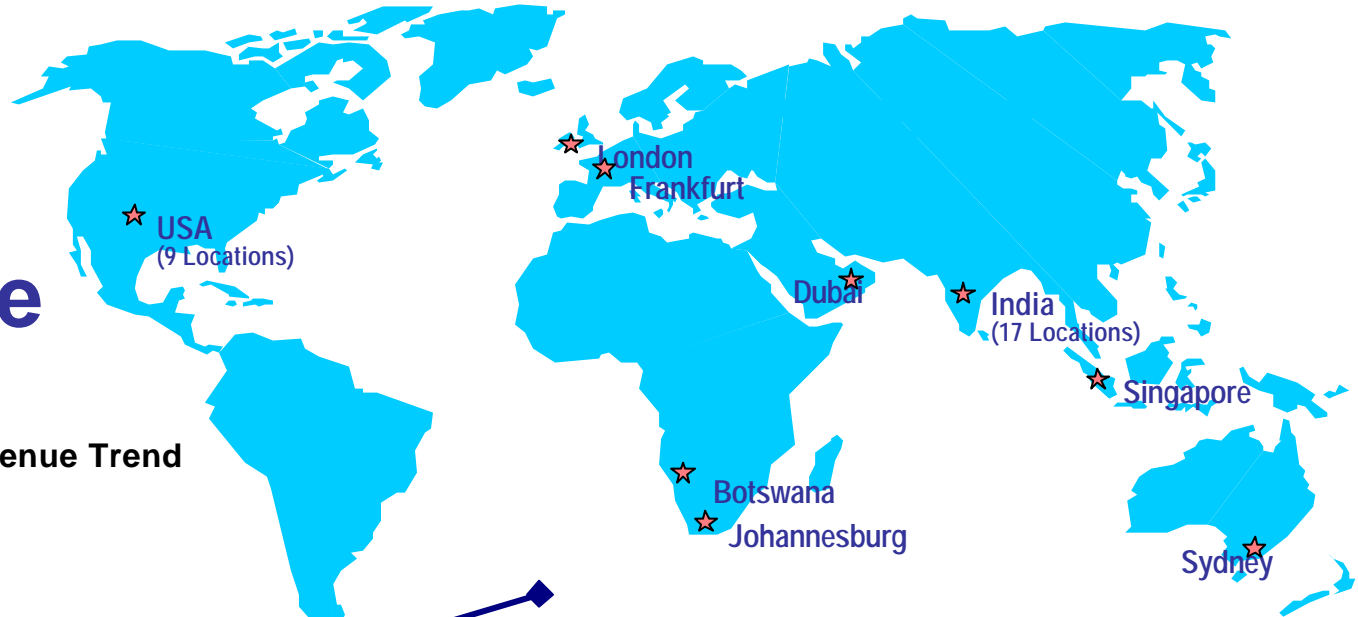 London
Frankfurt
USA
(9 Locations)
e
Dubai
India
(17 Locations)
Singapore
enue Trend
Botswana
Johannesburg
Sydney